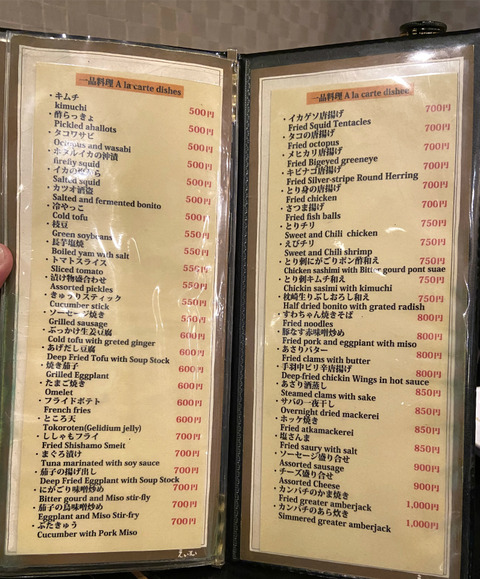 一品料理 A la carte dishes
・キムチ 500円
kimuchi
・酢らっきょ 500円
Pickled ahallots
・タコワサビ 500円
Octopus and wasabi
・ホタルイカの沖漬 500円
firefly squid
・イカの塩から 500円
Salted squid
・カツオ酒盗 500円
Salted and fermented bonito
・冷やっこ 500円
Cold tofu
・枝豆 500円
Green soybeans
・長芋塩焼 550円
Boiled yam with salt
・トマトスライス 550円
Sliced tomato
・漬け物盛合わせ 550円
Assorted pickles
・きゅうりスティック 550円
Cucumber stick
・ソーセージ焼き 550円
Grilled sausage
・ぶっかけ生姜豆腐 600円
Cold tofu with greted ginger
・あげだし豆腐 600円
Deep Fried Tofu with Soup Stock
・焼き茄子 600円
Grilled Eggplant
・たまご焼き 600円
Omelet
・フライドポテト 600円
French fries
・ところ天 600円
Tokoroten(Gelidium jelly)
・ししゃもフライ 700円
Fried Shishamo Smeit
・まぐろ漬け 700円
Tuna marinated with soy sauce
・茄子の揚げ出し 700円
Deep Fried Eggplant with Soup Stock
・にがごり味噌炒め 700円
Bitter gourd and Miso stir-fly
・茄子の鳥味噌炒め 700円
Eggplant and Miso Stir-fry
・ぶたきゅう 700円
Cucumber with Pork Miso
一品料理 A la carte dishes
・イカゲソ唐揚げ 700円
Fried Squid Tentacles
・タコの唐揚げ 700円
Fried octopus
・メヒカリ唐揚げ 700円
Fried Bigeyed greeneye
・キビナゴ唐揚げ 700円
Fried Silver-stripe Round Herring
・とり身の唐揚げ 700円
Fried chicken
・さつま揚げ 700円
Fried fish balls
・とりチリ 750円
Sweet and Chili chicken
・えびチリ 750円
Sweet and Chili shrimp
・とり刺にがごりポン酢和え 750円
Chicken sashimi with Bitter gourd pont suae
・とり刺キムチ和え 750円
Chickin sasimi with kimuchi
・枕崎生りぶしおろし和え 750円
Half dried bonito with grated radish
・すわちゃん焼きそば 800円
Fried noodles
・豚なす赤味噌炒め 800円
Fried pork and eggplant with miso
・あさりバター 800円
Fried clams with butter
・手羽中ピリ辛唐揚げ 800円
Deep-fried chickin Wings in hot sauce
・あさり酒蒸し 850円
Steamed clams with sake
・サバの一夜干し 850円
Overnight dried mackerei
・ホッケ焼き 850円
Fried atkamackerei
・塩さんま 850円
Fried saury with salt
・ソーセージ盛り合せ 900円
Assorted sausage
・チーズ盛り合せ 900円
Assorted Cheese
・カンパチのかま焼き 1,000円
Fried greater amberjack
・カンパチのあら炊き 1,000円
Simmered greater amberjack